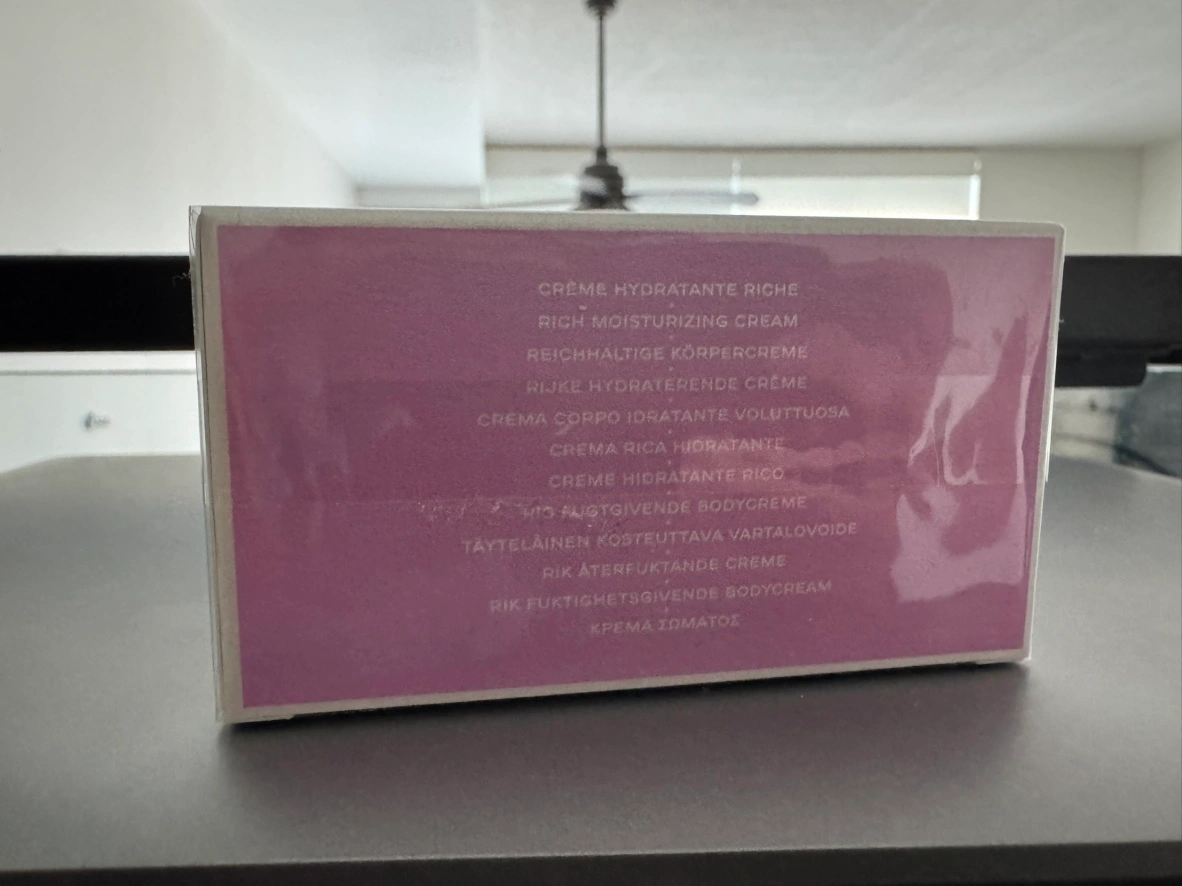 CRÈME HYDRATANTE RICHE
RICH MOISTURIZING CREAM
REICHHALTIGE KÖRPERCREME
RIJKE HYDRATERENDE CRÈME
CREMA CORPO IDRATANTE VOLUTTUOSA
CREMA RICA HIDRATANTE
CREME HIDRATANTE RICO
FUGTGIVENDE BODYCREME
TÄYTELÄINEN KOSTEUTTAVA VARTALOVOIDE
RIK ÅTERFUKTANDE CREME
RIK FUKTIGHETSGIVENDE BODYCREAM
ΚΡΕΜΑ ΣΩΜΑΤΟΣ